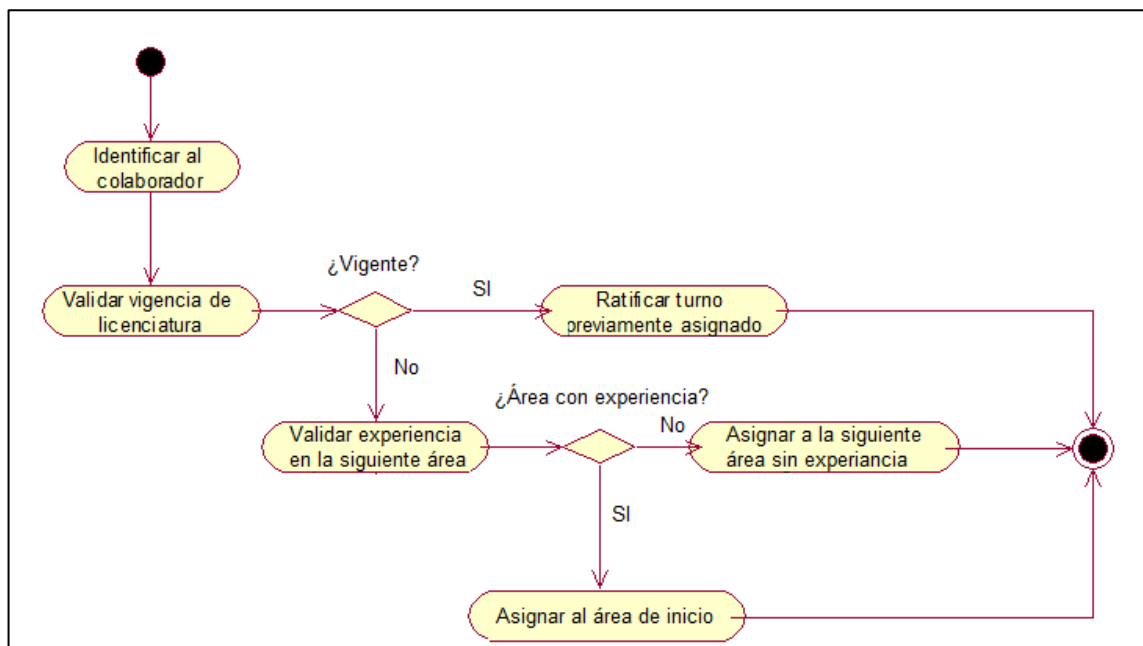 Identificar al
colaborador
¿Vigente?
Validar vigencia de
licenciatura
SI
Ratificar turno
previamente asignado
No
¿Área con experiencia?
Validar experiencia
en la siguiente área
No
Asignar a la siguiente
área sin experiancia
SI
Asignar al área de inicio